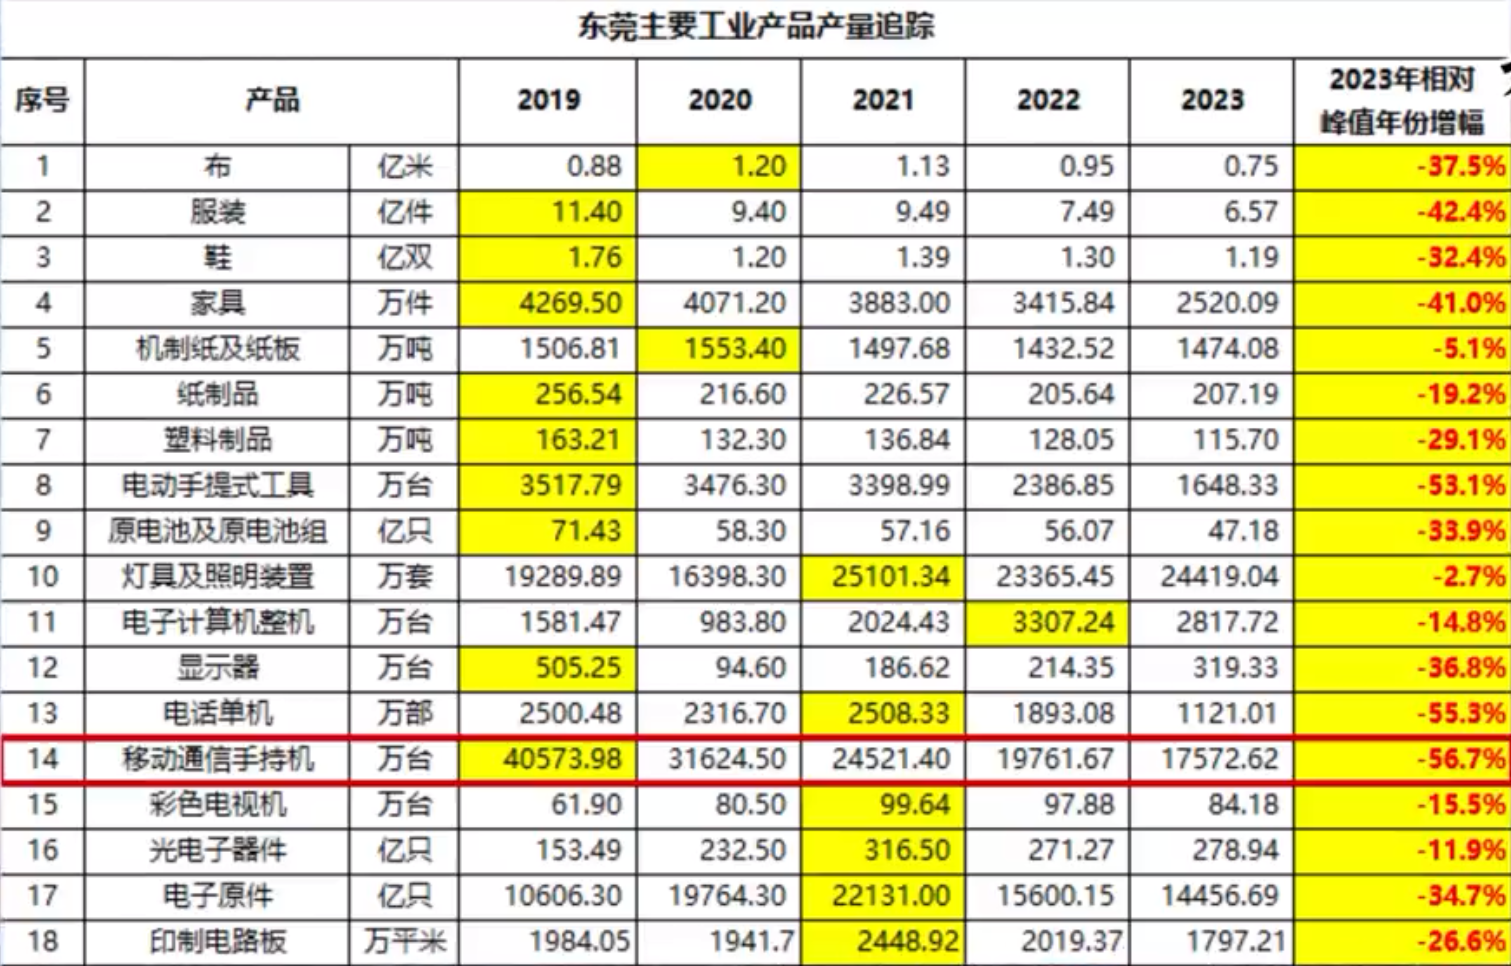 东莞主要工业产品产量追踪
序号 产品 2019 2020 2021 2022 2023 2023年相对
峰值年份增幅
1 布 亿米 0.88 1.20 1.13 0.95 0.75 -37.5%
2 服装 亿件 11.40 9.40 9.49 7.49 6.57 -42.4%
3 鞋 亿双 1.76 1.20 1.39 1.30 1.19 -32.4%
4 家具 万件 4269.50 4071.20 3883.00 3415.84 2520.09 -41.0%
5 机制纸及纸板 万吨 1506.81 1553.40 1497.68 1432.52 1474.08 -5.1%
6 纸制品 万吨 256.54 216.60 226.57 205.64 207.19 -19.2%
7 塑料制品 万吨 163.21 132.30 136.84 128.05 115.70 -29.1%
8 电动手提式工具 万台 3517.79 3476.30 3398.99 2386.85 1648.33 -53.1%
9 原电池及原电池组 亿只 71.43 58.30 57.16 56.07 47.18 -33.9%
10 灯具及照明装置 万套 19289.89 16398.30 25101.34 23365.45 24419.04 -2.7%
11 电子计算机整机 万台 1581.47 983.80 2024.43 3307.24 2817.72 -14.8%
12 显示器 万台 505.25 94.60 186.62 214.35 319.33 -36.8%
13 电话单机 万部 2500.48 2316.70 2508.33 1893.08 1121.01 -55.3%
14 移动通信手持机 万台 40573.98 31624.50 24521.40 19761.67 17572.62 -56.7%
15 彩色电视机 万台 61.90 80.50 99.64 97.88 84.18 -15.5%
16 光电子器件 亿只 153.49 232.50 316.50 271.27 278.94 -11.9%
17 电子原件 亿只 10606.30 19764.30 22131.00 15600.15 14456.69 -34.7%
18 印制电路板 万平米 1984.05 1941.7 2448.92 2019.37 1797.21 -26.6%